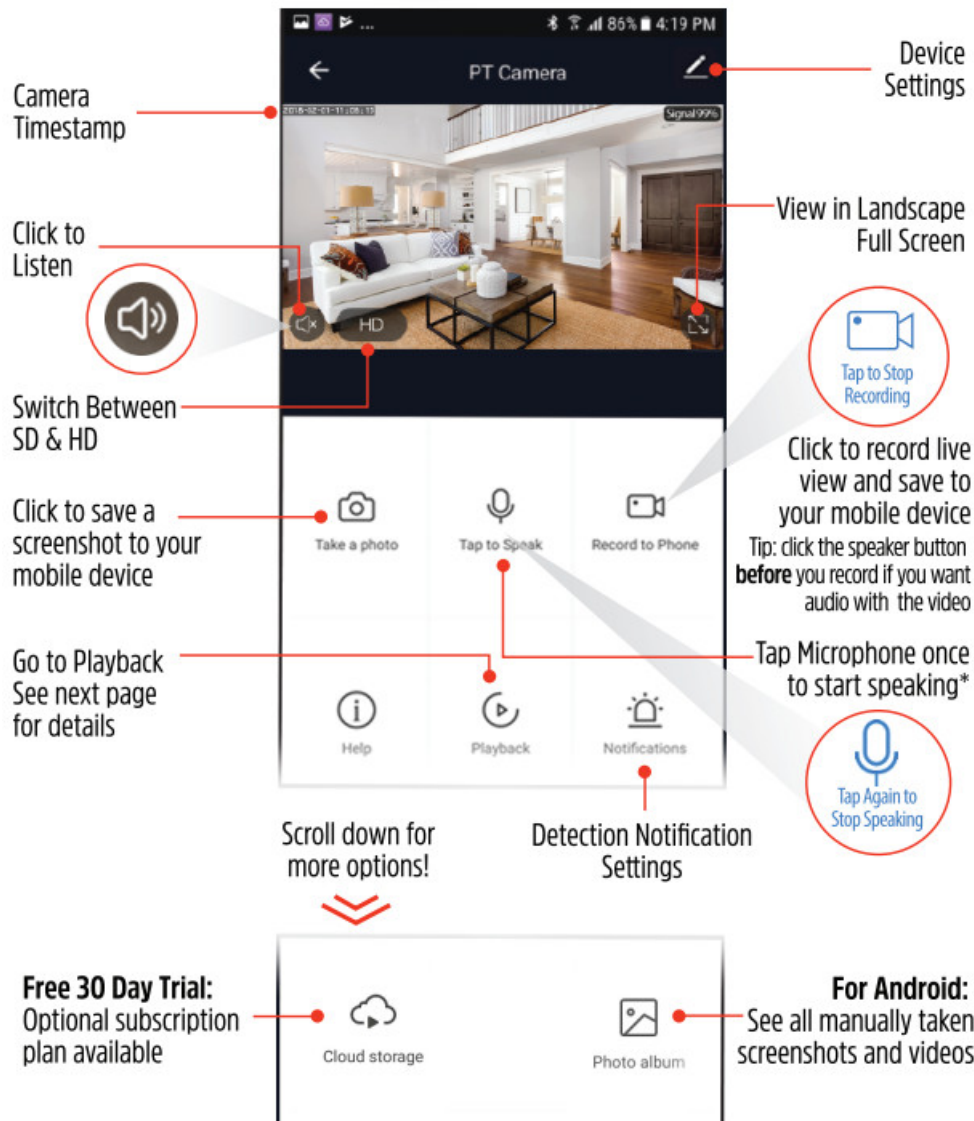 ... 86% 4:19 PM
PT Camera
Device
Settings
Camera
Timestamp
Signal99%
Click to
Listen
View in Landscape
Full Screen
HD
Tap to Stop
Recording
Switch Between
SD & HD
Click to record live
view and save to
your mobile device
Tip: click the speaker button
before you record if you want
audio with the video
Click to save a
screenshot to your
mobile device
Take a photo
Tap to Speak
Record to Phone
Tap Microphone once
to start speaking*
Go to Playback
See next page
for details
Help
Playback
Notifications
Tap Again to
Stop Speaking
Scroll down for
more options!
Detection Notification
Settings
Free 30 Day Trial:
Optional subscription
plan available
Cloud storage
Photo album
For Android:
See all manually taken
screenshots and videos